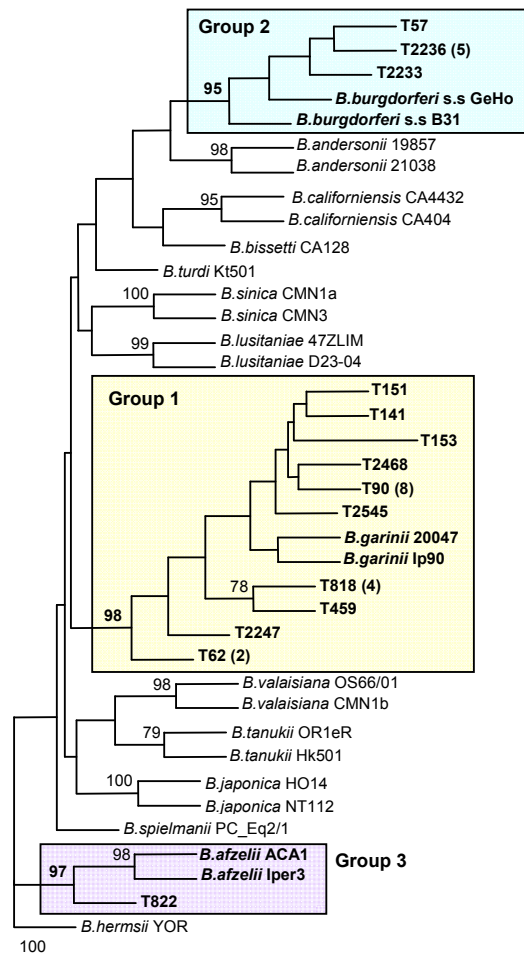 Group 2
T57
T2236 (5)
T2233
95
B.burgdorferi s.s GeHo
B.burgdorferi s.s B31
B.andersonii 19857
98
B.andersonii 21038
95
B.californiensis CA4432
B.californiensis CA404
B.bissetti CA128
B.turdi Kt501
100
B.sinica CMN1a
B.sinica CMN3
99
B.lusitaniae 47ZLIM
B.lusitaniae D23-04
Group 1
T151
T141
T153
T2468
T90 (8)
T2545
B.garinii 20047
B.garinii Ip90
78
T818 (4)
T459
98
T2247
T62 (2)
98
B.valaisiana OS66/01
B.valaisiana CMN1b
79
B.tanukii OR1eR
B.tanukii Hk501
100
B.japonica HO14
B.japonica NT112
B.spielmanii PC_Eq2/1
98
B.afzelii ACA1
Group 3
97
B.afzelii Iper3
T822
B.hermsii YOR
100